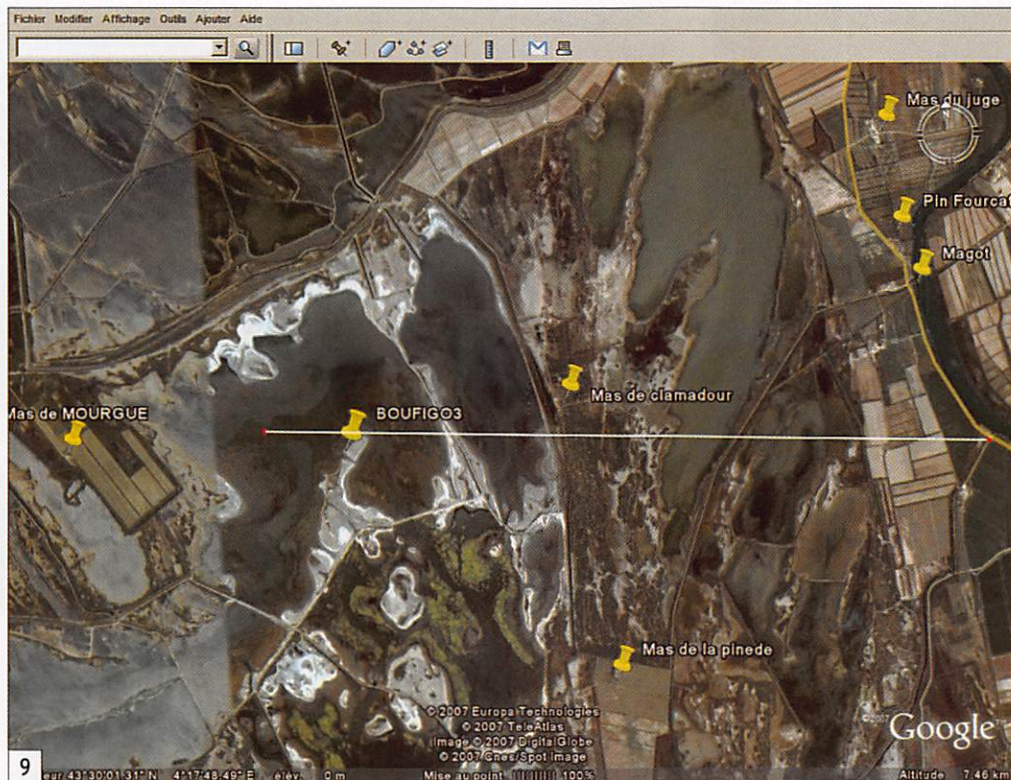 Fichier Modifier Affichage Outils Ajouter Aide
Mas du juge
Pin Fourcat
Magot
Mas de clamadour
Mas de MOURGUE
BOUFIGO3
Mas de la pinede
© 2007 Europa Technologies
© 2007 TeleAtlas
Image © 2007 DigitalGlobe
© 2007 Cnes/Spot Image
©2007 Google
9
eur 43°30'01.31" N 4°17'48.49" E élév. 0 m Mise au point 100% Altitude 7.46 km